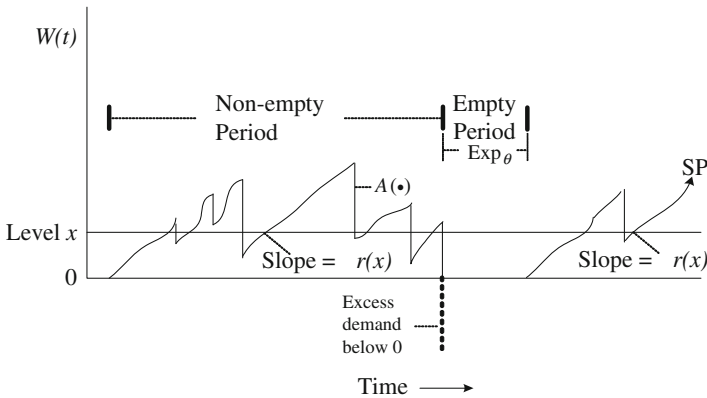 W(t)
Non-empty
Period
Empty
Period
Exp θ
SP
A(•)
Level x
Slope = r(x)
Slope = r(x)
0
Excess
demand
below 0
Time